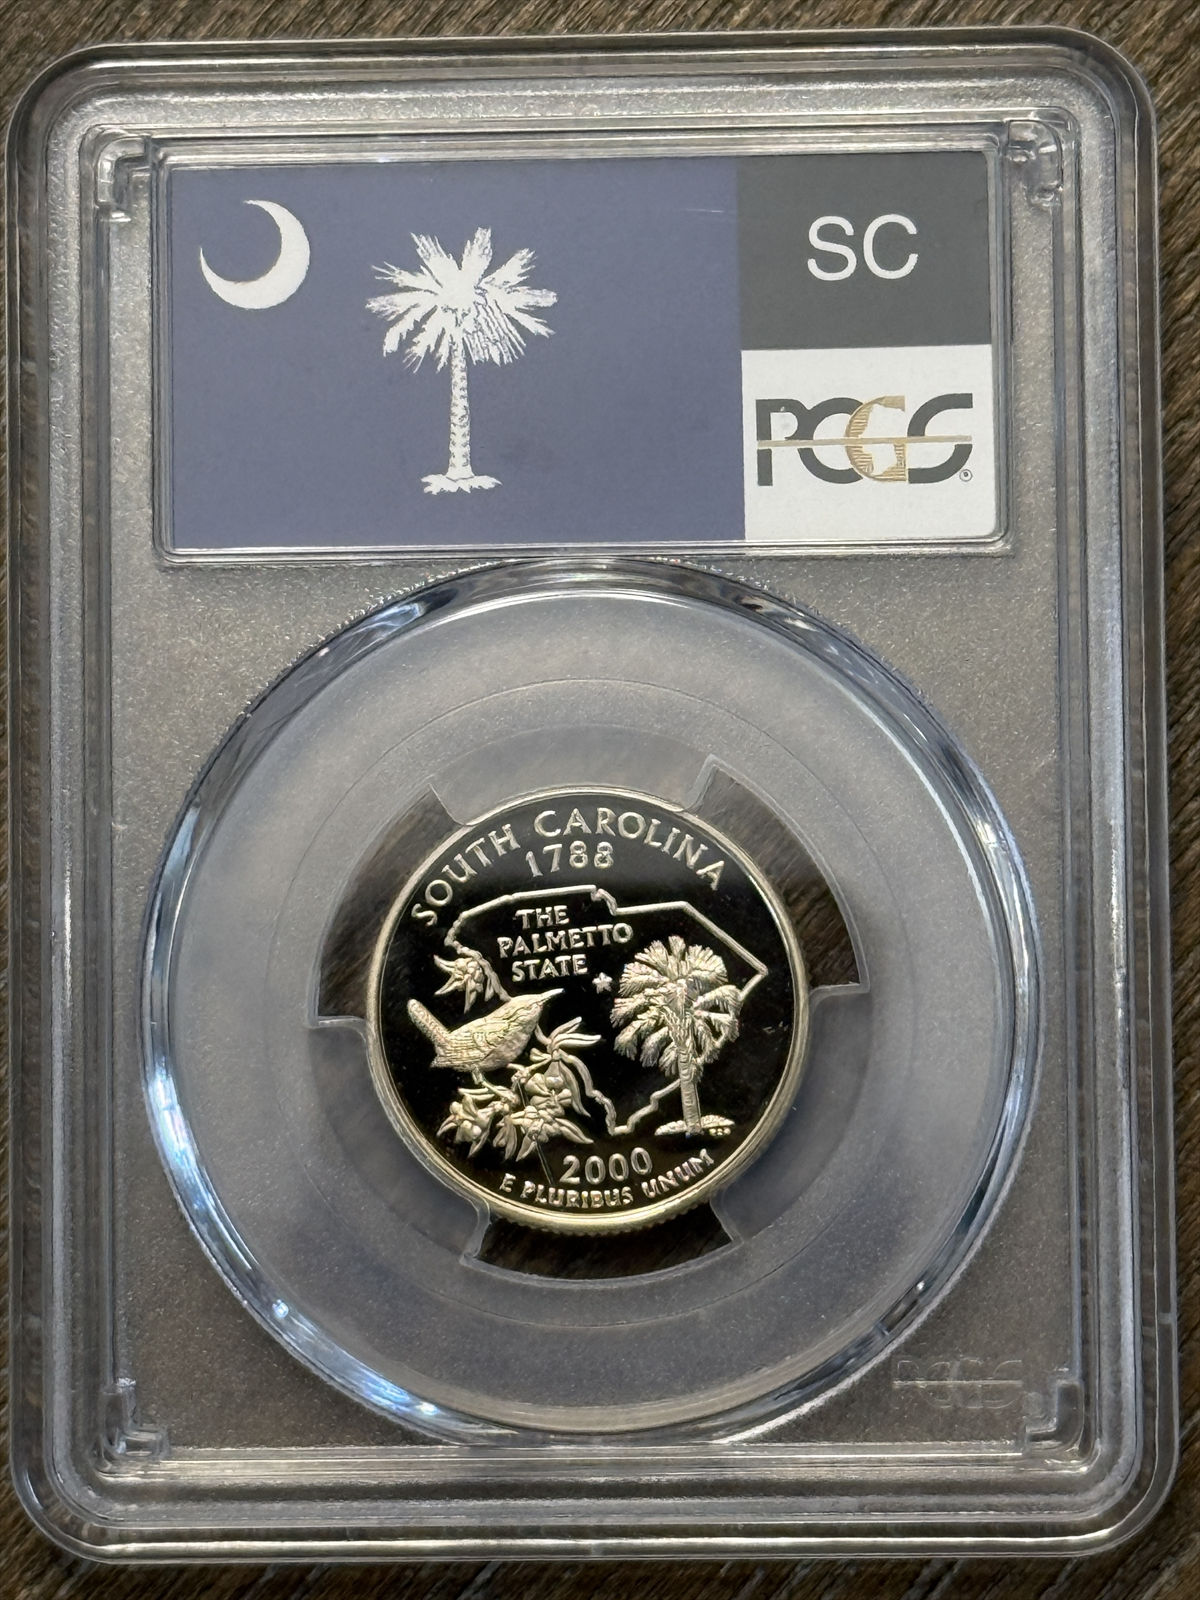 SC
PCGS
SOUTH CAROLINA
1788
THE
PALMETTO
STATE
2000
E PLURIBUS UNUM
PCGS